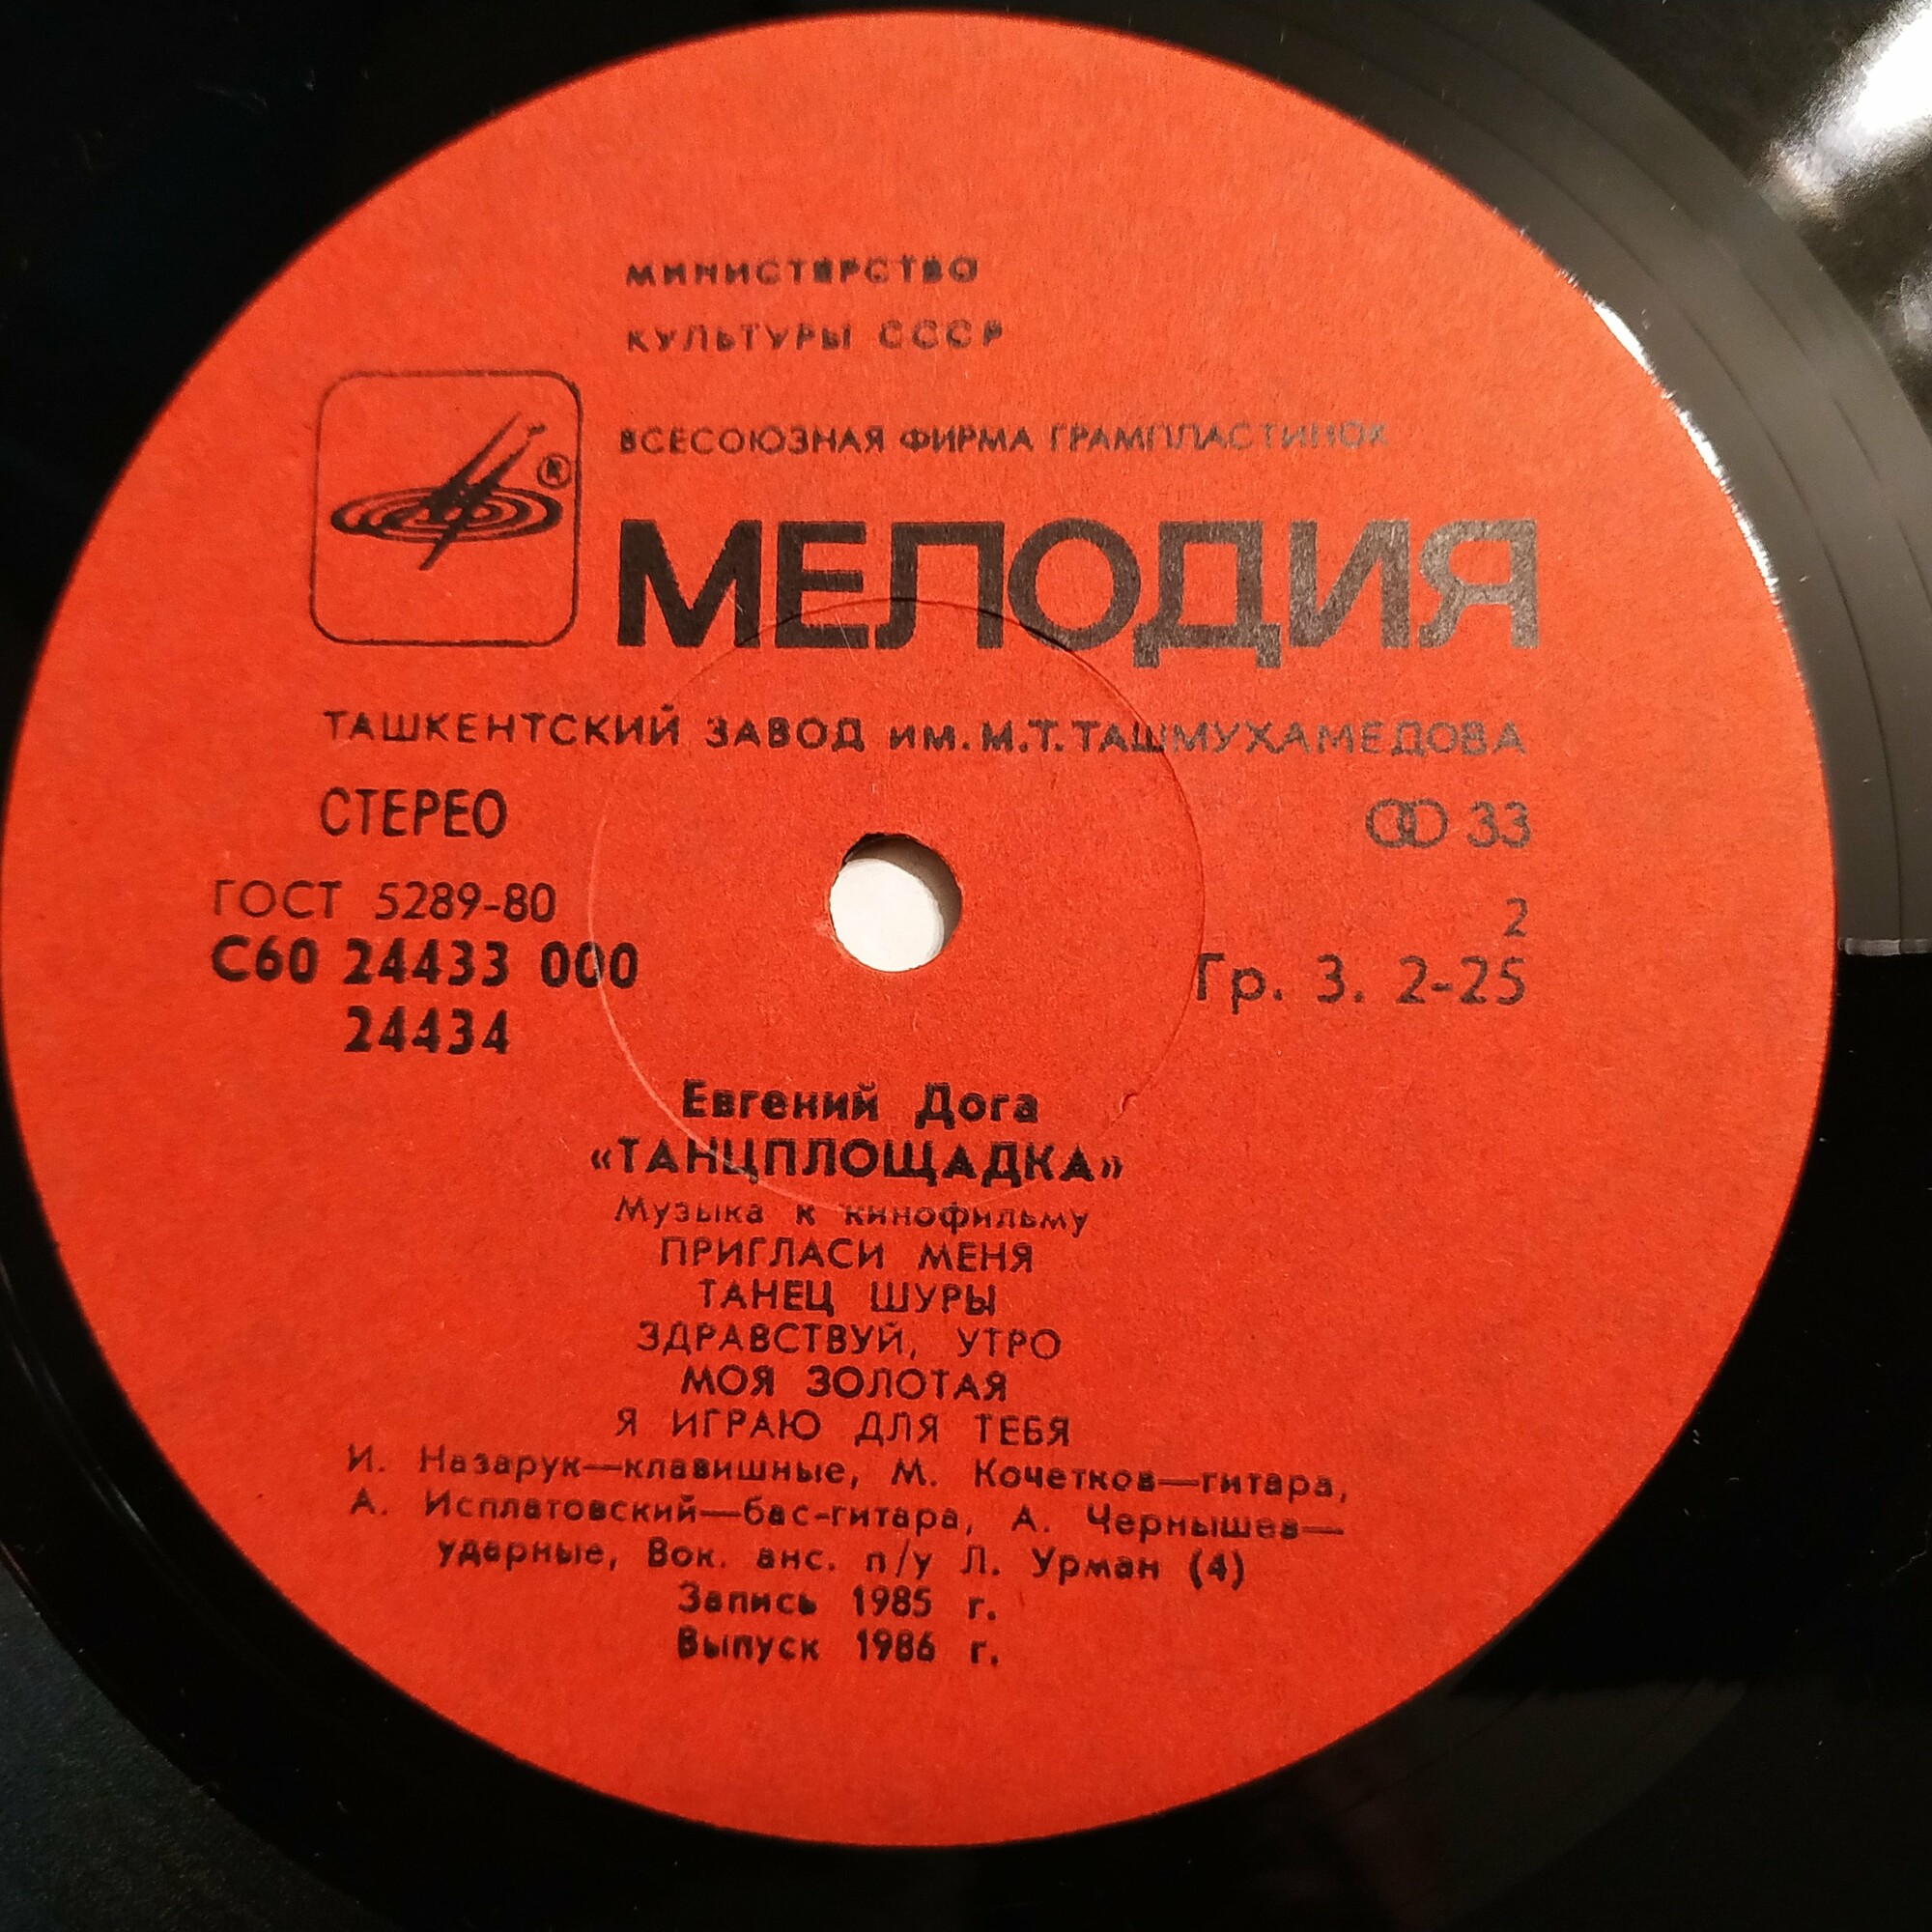 МИНИСТЕРСТВО
КУЛЬТУРЫ СССР
ВСЕСОЮЗНАЯ ФИРМА ГРАМПЛАСТИНОК
®
МЕЛОДИЯ
ТАШКЕНТСКИЙ ЗАВОД им. М.Т. ТАШМУХАМЕДОВА
СТЕРЕО 33
ГОСТ 5289-80 2
С60 24433 000 Гр. 3. 2-25
24434
Евгений Дога
«ТАНЦПЛОЩАДКА»
Музыка к кинофильму
ПРИГЛАСИ МЕНЯ
ТАНЕЦ ШУРЫ
ЗДРАВСТВУЙ, УТРО
МОЯ ЗОЛОТАЯ
Я ИГРАЮ ДЛЯ ТЕБЯ
И. Назарук—клавишные, М. Кочетков—гитара,
А. Исплатовский—бас-гитара, А. Чернышев—
ударные, Вок. анс. п/у Л. Урман (4)
Запись 1985 г.
Выпуск 1986 г.